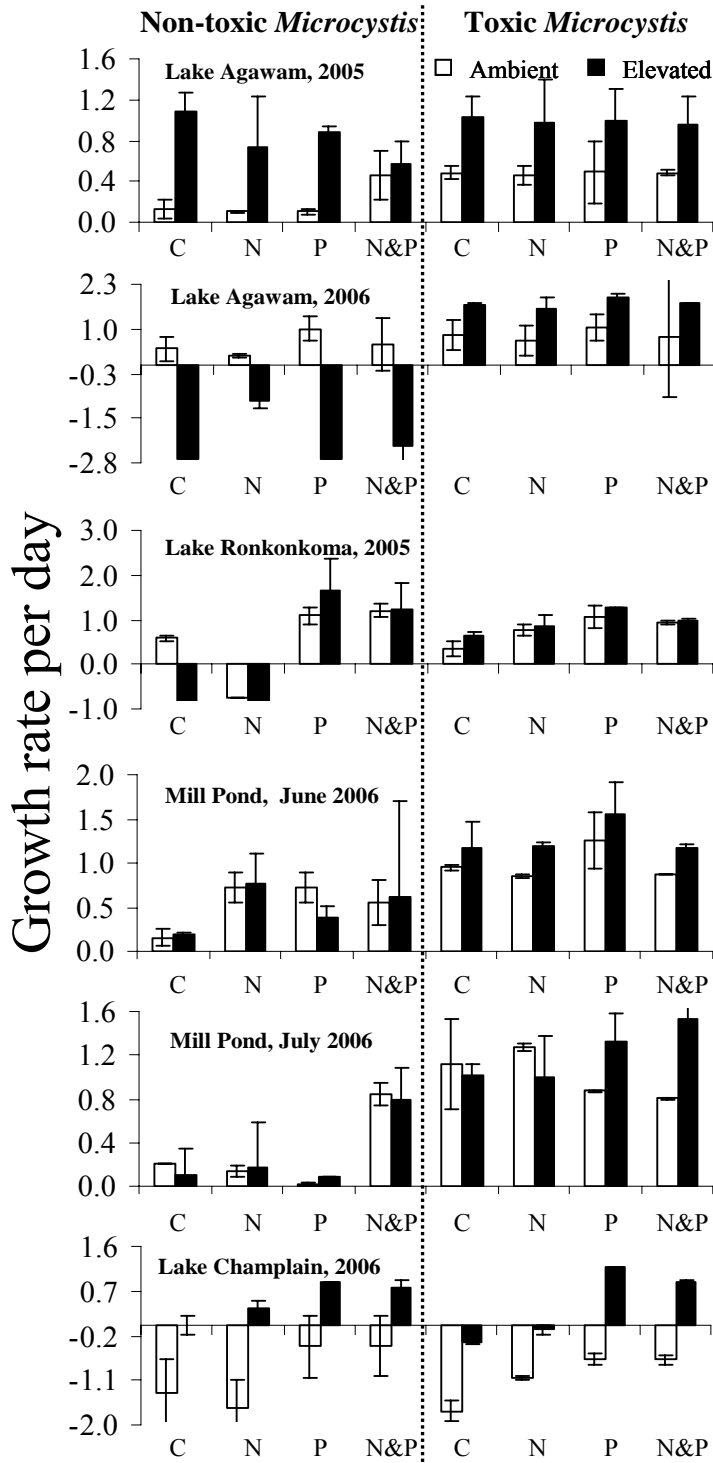 Non-toxic Microcystis Toxic Microcystis
Lake Agawam, 2005
Ambient Elevated
1.6
1.2
0.8
0.4
0.0
C N P N&P C N P N&P
Lake Agawam, 2006
2.3
1.0
-0.3
-1.5
-2.8
C N P N&P C N P N&P
Lake Ronkonkoma, 2005
3.0
2.0
1.0
0.0
-1.0
C N P N&P C N P N&P
Mill Pond, June 2006
2.0
1.5
1.0
0.5
0.0
C N P N&P C N P N&P
Mill Pond, July 2006
1.6
1.2
0.8
0.4
0.0
C N P N&P C N P N&P
Lake Champlain, 2006
1.6
0.7
-0.2
-1.1
-2.0
C N P N&P C N P N&P
Growth rate per day